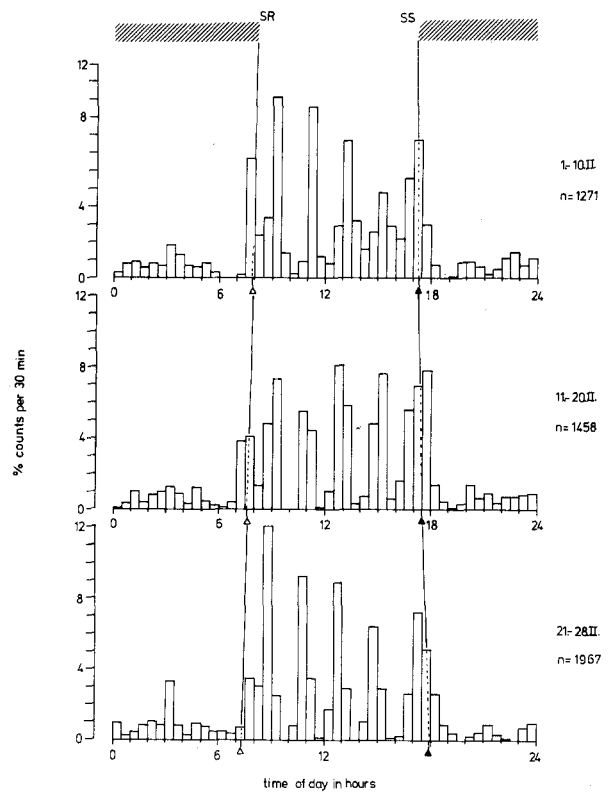 SR SS
12
8
4
0
0 6 12 18 24
1.-10.II.
n=1271
12
8
4
0
0 6 12 18 24
11.-20.II.
n=1458
12
8
4
0
0 6 12 18 24
21.-28.II.
n=1967
% counts per 30 min
time of day in hours